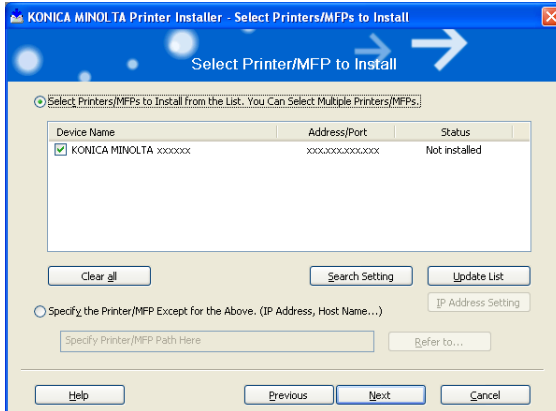 KONICA MINOLTA Printer Installer - Select Printers/MFPs to Install
Select Printer/MFP to Install
Select Printers/MFPs to Install from the List. You Can Select Multiple Printers/MFPs.
Device Name Address/Port Status
KONICA MINOLTA xxxxxx xxx.xxx.xxx.xxx Not installed
Clear all Search Setting Update List
IP Address Setting
Specify the Printer/MFP Except for the Above. (IP Address, Host Name...)
Specify Printer/MFP Path Here Refer to...
Help Previous Next Cancel